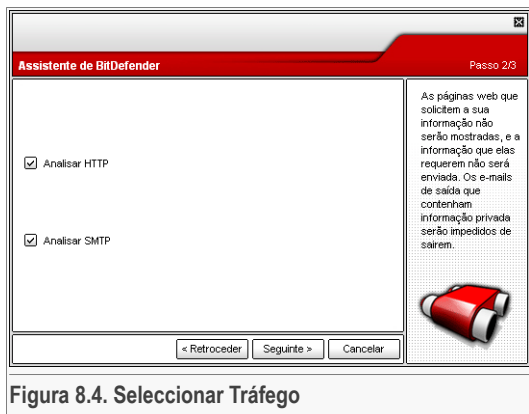 Assistente de BitDefender
Passo 2/3
Analisar HTTP
Analisar SMTP
As páginas web que
solicitem a sua
informação não
serão mostradas, e a
informação que elas
requerem não será
enviada. Os e-mails
de saída que
contenham
informação privada
serão impedidos de
sairem.
< Retroceder
Seguinte >
Cancelar
Figura 8.4. Seleccionar Tráfego